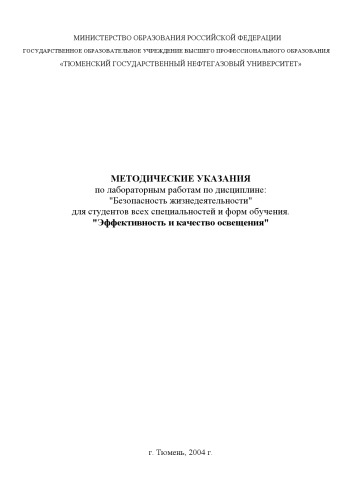 МИНИСТЕРСТВО ОБРАЗОВАНИЯ РОССИЙСКОЙ ФЕДЕРАЦИИ
ГОСУДАРСТВЕННОЕ ОБРАЗОВАТЕЛЬНОЕ УЧРЕЖДЕНИЕ ВЫСШЕГО ПРОФЕССИОНАЛЬНОГО ОБРАЗОВАНИЯ
«ТЮМЕНСКИЙ ГОСУДАРСТВЕННЫЙ НЕФТЕГАЗОВЫЙ УНИВЕРСИТЕТ»
МЕТОДИЧЕСКИЕ УКАЗАНИЯ
по лабораторным работам по дисциплине:
"Безопасность жизнедеятельности"
для студентов всех специальностей и форм обучения.
"Эффективность и качество освещения"
г. Тюмень, 2004 г.